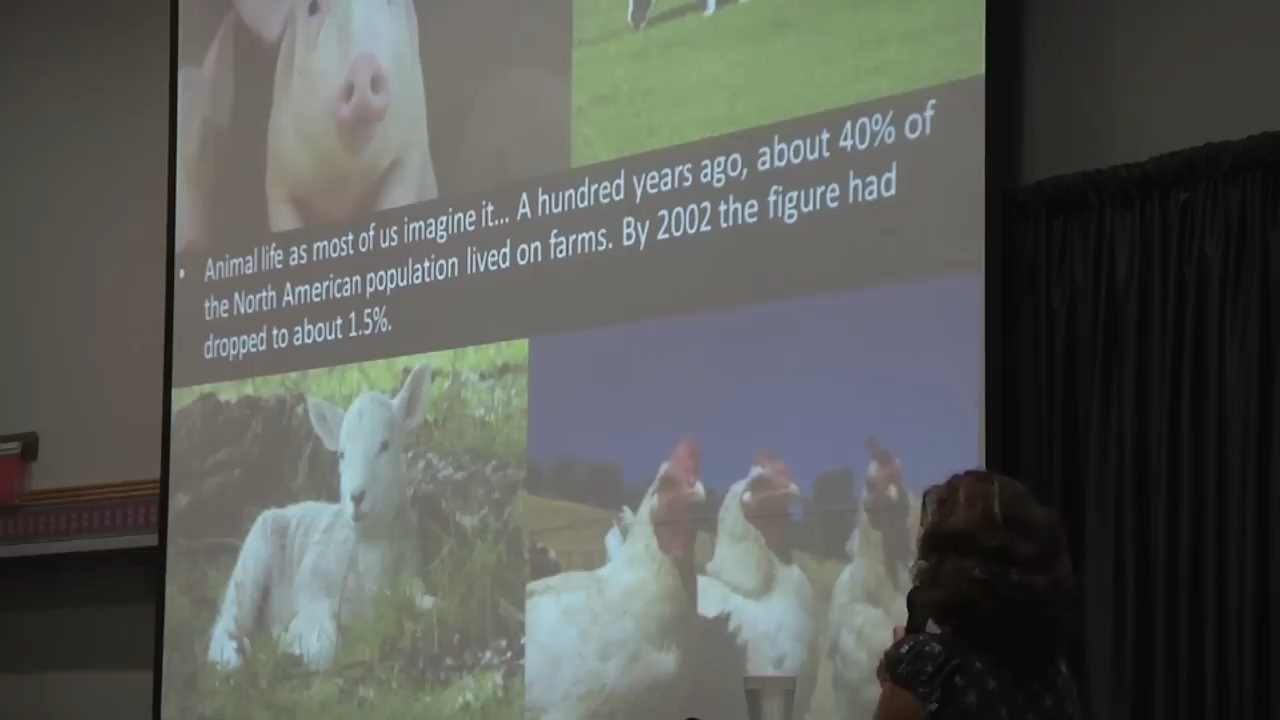 • Animal life as most of us imagine it... A hundred years ago, about 40% of
the North American population lived on farms. By 2002 the figure had
dropped to about 1.5%.